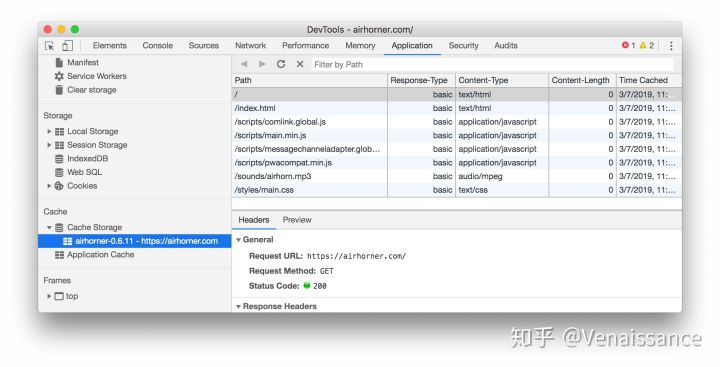 DevTools - airhorner.com/
Elements Console Sources Network Performance Memory Application Security Audits 1 2
Manifest
Service Workers
Clear storage
Storage
Local Storage
Session Storage
IndexedDB
Web SQL
Cookies
Cache
Cache Storage
airhorner-0.6.11 - https://airhorner.com
Application Cache
Frames
top
Filter by Path
Path Response-Type Content-Type Content-Length Time Cached
/ basic text/html 0 3/7/2019, 11:...
/index.html basic text/html 0 3/7/2019, 11:...
/scripts/comlink.global.js basic application/javascript 0 3/7/2019, 11:...
/scripts/main.min.js basic application/javascript 0 3/7/2019, 11:...
/scripts/messagechanneladapter.glob... basic application/javascript 0 3/7/2019, 11:...
/scripts/pwacompat.min.js basic application/javascript 0 3/7/2019, 11:...
/sounds/airhorn.mp3 basic audio/mpeg 0 3/7/2019, 11:...
/styles/main.css basic text/css 0 3/7/2019, 11:...
Headers Preview
General
Request URL: https://airhorner.com/
Request Method: GET
Status Code: 200
Response Headers
知乎 @Venaissance